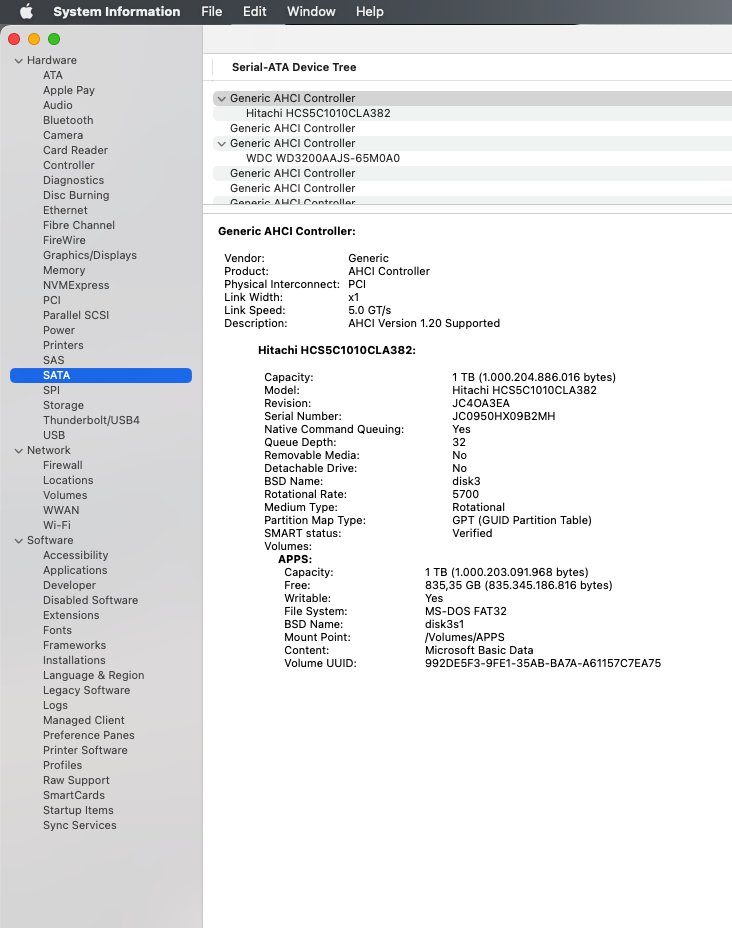 System Information File Edit Window Help
Hardware
ATA
Apple Pay
Audio
Bluetooth
Camera
Card Reader
Controller
Diagnostics
Disc Burning
Ethernet
Fibre Channel
FireWire
Graphics/Displays
Memory
NVMExpress
PCI
Parallel SCSI
Power
Printers
SAS
SATA
SPI
Storage
Thunderbolt/USB4
USB
Network
Firewall
Locations
Volumes
WWAN
Wi-Fi
Software
Accessibility
Applications
Developer
Disabled Software
Extensions
Fonts
Frameworks
Installations
Language & Region
Legacy Software
Logs
Managed Client
Preference Panes
Printer Software
Profiles
Raw Support
SmartCards
Startup Items
Sync Services
Serial-ATA Device Tree
Generic AHCI Controller
Hitachi HCS5C1010CLA382
Generic AHCI Controller
Generic AHCI Controller
WDC WD3200AAJS-65M0A0
Generic AHCI Controller
Generic AHCI Controller
Generic AHCI Controller
Generic AHCI Controller:
Vendor: Generic
Product: AHCI Controller
Physical Interconnect: PCI
Link Width: x1
Link Speed: 5.0 GT/s
Description: AHCI Version 1.20 Supported
Hitachi HCS5C1010CLA382:
Capacity: 1 TB (1.000.204.886.016 bytes)
Model: Hitachi HCS5C1010CLA382
Revision: JC4OA3EA
Serial Number: JC0950HX09B2MH
Native Command Queuing: Yes
Queue Depth: 32
Removable Media: No
Detachable Drive: No
BSD Name: disk3
Rotational Rate: 5700
Medium Type: Rotational
Partition Map Type: GPT (GUID Partition Table)
SMART status: Verified
Volumes:
APPS:
Capacity: 1 TB (1.000.203.091.968 bytes)
Free: 835,35 GB (835.345.186.816 bytes)
Writable: Yes
File System: MS-DOS FAT32
BSD Name: disk3s1
Mount Point: /Volumes/APPS
Content: Microsoft Basic Data
Volume UUID: 992DE5F3-9FE1-35AB-BA7A-A61157C7EA75